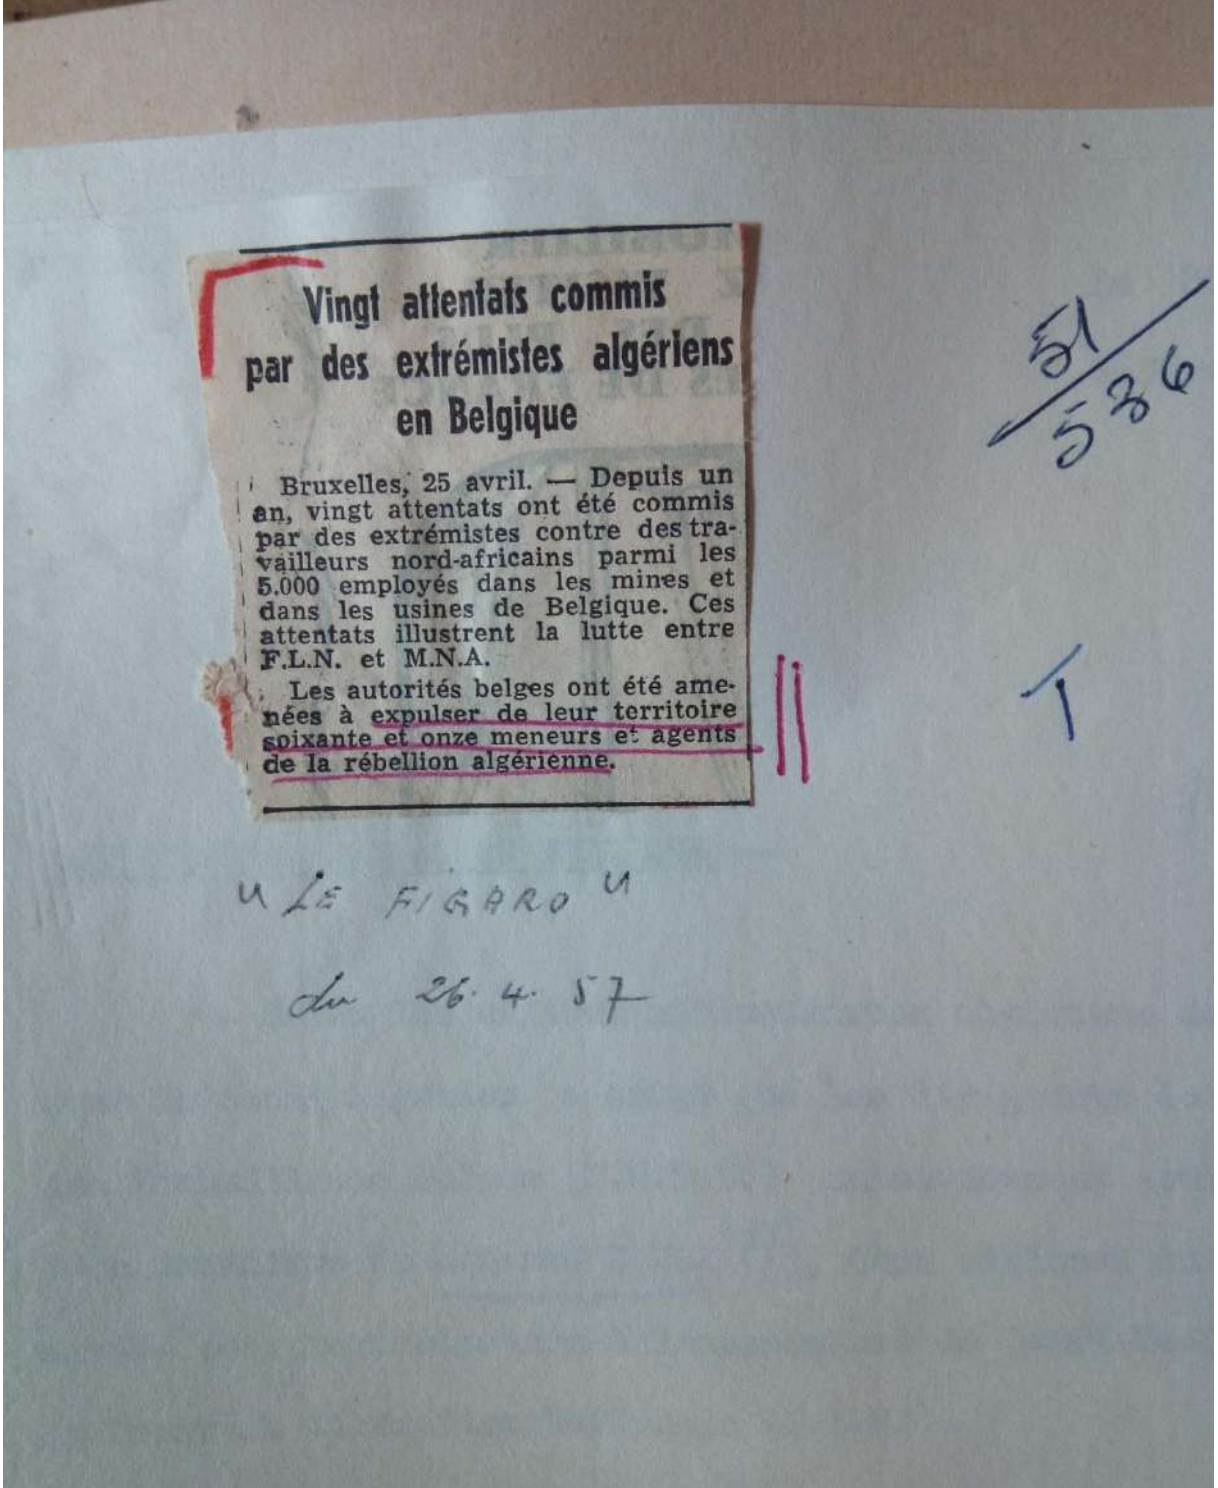 Vingt attentats commis
par des extrémistes algériens
en Belgique
Bruxelles, 25 avril. — Depuis un
an, vingt attentats ont été commis
par des extrémistes contre des tra-
vailleurs nord-africains parmi les
5.000 employés dans les mines et
dans les usines de Belgique. Ces
attentats illustrent la lutte entre
F.L.N. et M.N.A.
Les autorités belges ont été ame-
nées à expulser de leur territoire
soixante et onze meneurs et agents
de la rébellion algérienne.
51
536
T
"LE FIGARO"
du 26.4.57